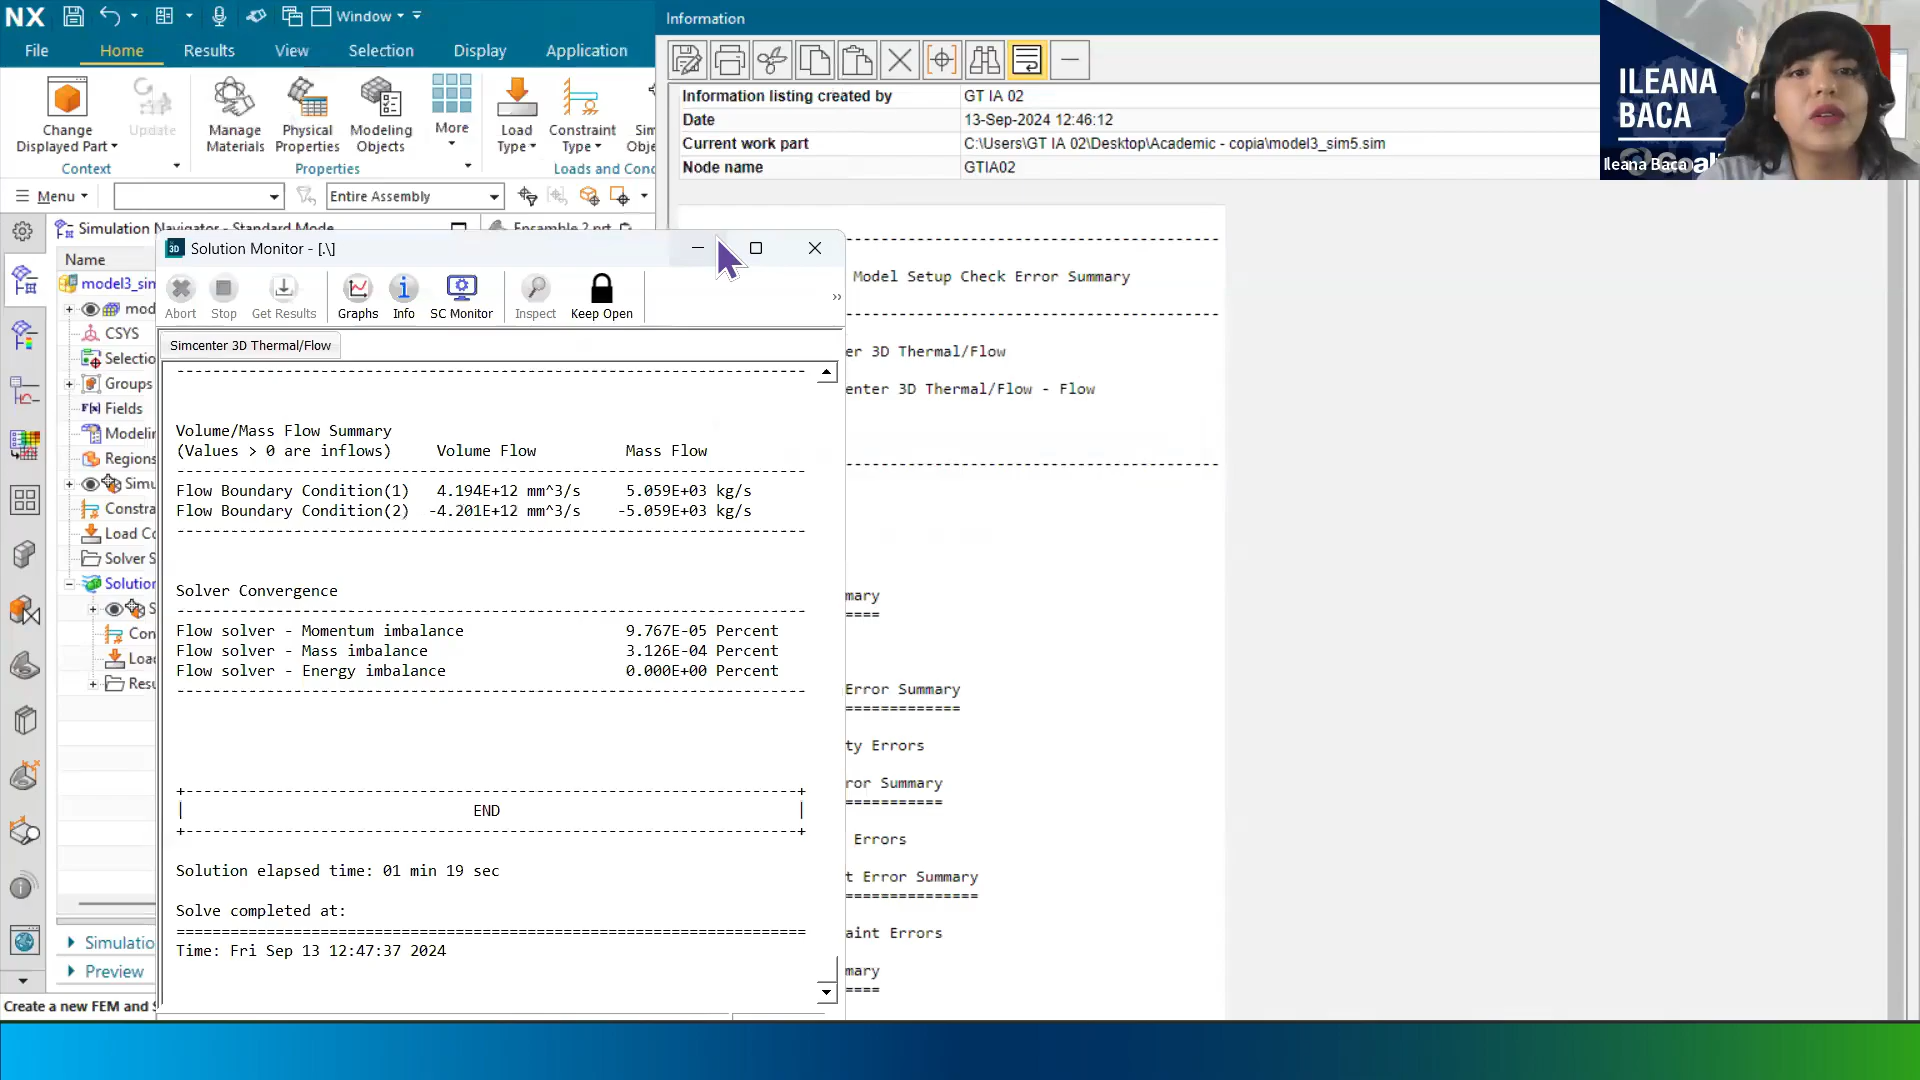 NX
Window
File
Home
Results
View
Selection
Display
Application
Change
Displayed Part
Update
Manage
Materials
Physical
Properties
Modeling
Objects
More
Load
Type
Constraint
Type
Sim
Obje
Context
Properties
Loads and Conc
Menu
Entire Assembly
Simulation Navigator - Standard Mode
Ensemble 2.prt
Name
model3_sim
mod
CSYS
Selectio
Groups
Fields
Modelin
Regions
Simu
Constra
Load Co
Solver S
Solution
S
Con
Loa
Resu
Simulatio
Preview
Create a new FEM and S
Information
Information listing created by
GT IA 02
Date
13-Sep-2024 12:46:12
Current work part
C:\Users\GT IA 02\Desktop\Academic - copia\model3_sim5.sim
Node name
GTIA02
Model Setup Check Error Summary
er 3D Thermal/Flow
enter 3D Thermal/Flow - Flow
mary
====
Error Summary
=============
ty Errors
ror Summary
===========
Errors
t Error Summary
===============
aint Errors
mary
====
Solution Monitor - [.\]
Abort
Stop
Get Results
Graphs
Info
SC Monitor
Inspect
Keep Open
Simcenter 3D Thermal/Flow
Volume/Mass Flow Summary
(Values > 0 are inflows) Volume Flow Mass Flow
Flow Boundary Condition(1) 4.194E+12 mm^3/s 5.059E+03 kg/s
Flow Boundary Condition(2) -4.201E+12 mm^3/s -5.059E+03 kg/s
Solver Convergence
Flow solver - Momentum imbalance 9.767E-05 Percent
Flow solver - Mass imbalance 3.126E-04 Percent
Flow solver - Energy imbalance 0.000E+00 Percent
END
Solution elapsed time: 01 min 19 sec
Solve completed at:
Time: Fri Sep 13 12:47:37 2024
ILEANA
BACA
Ileana Baca